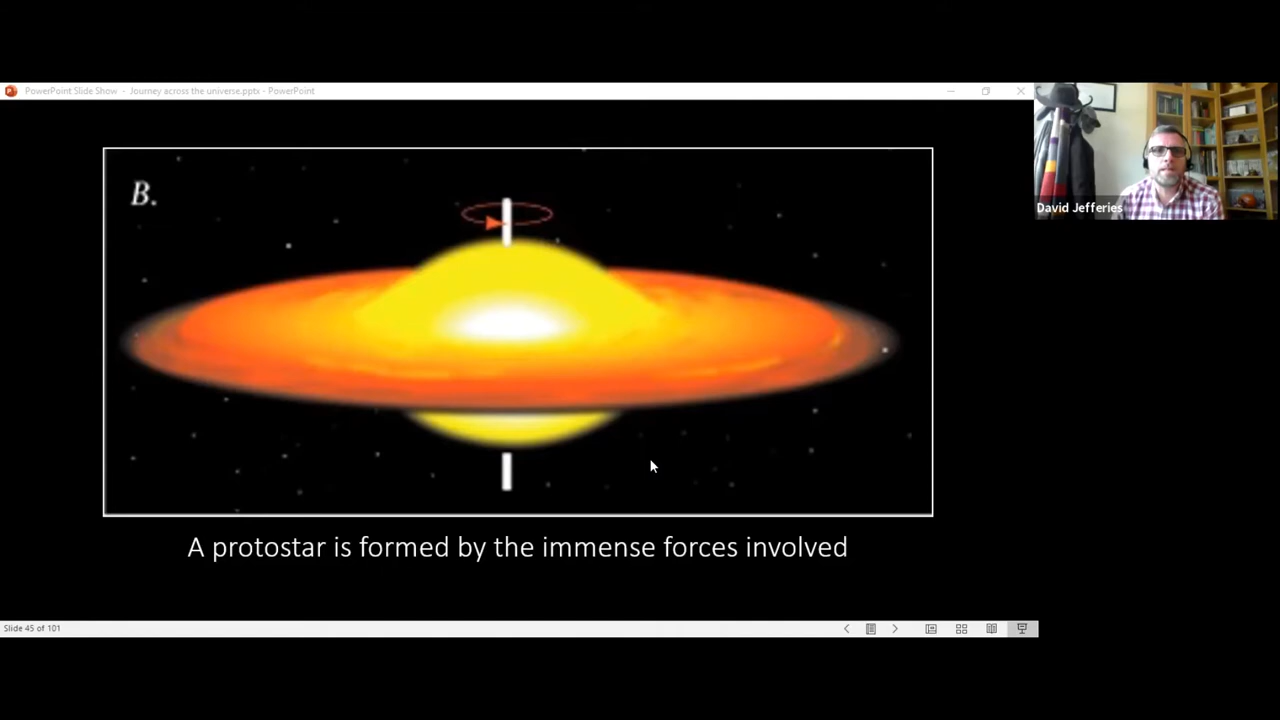 PowerPoint Slide Show - Journey across the universe.pptx - PowerPoint
B.
David Jefferies
A protostar is formed by the immense forces involved
Slide 45 of 101